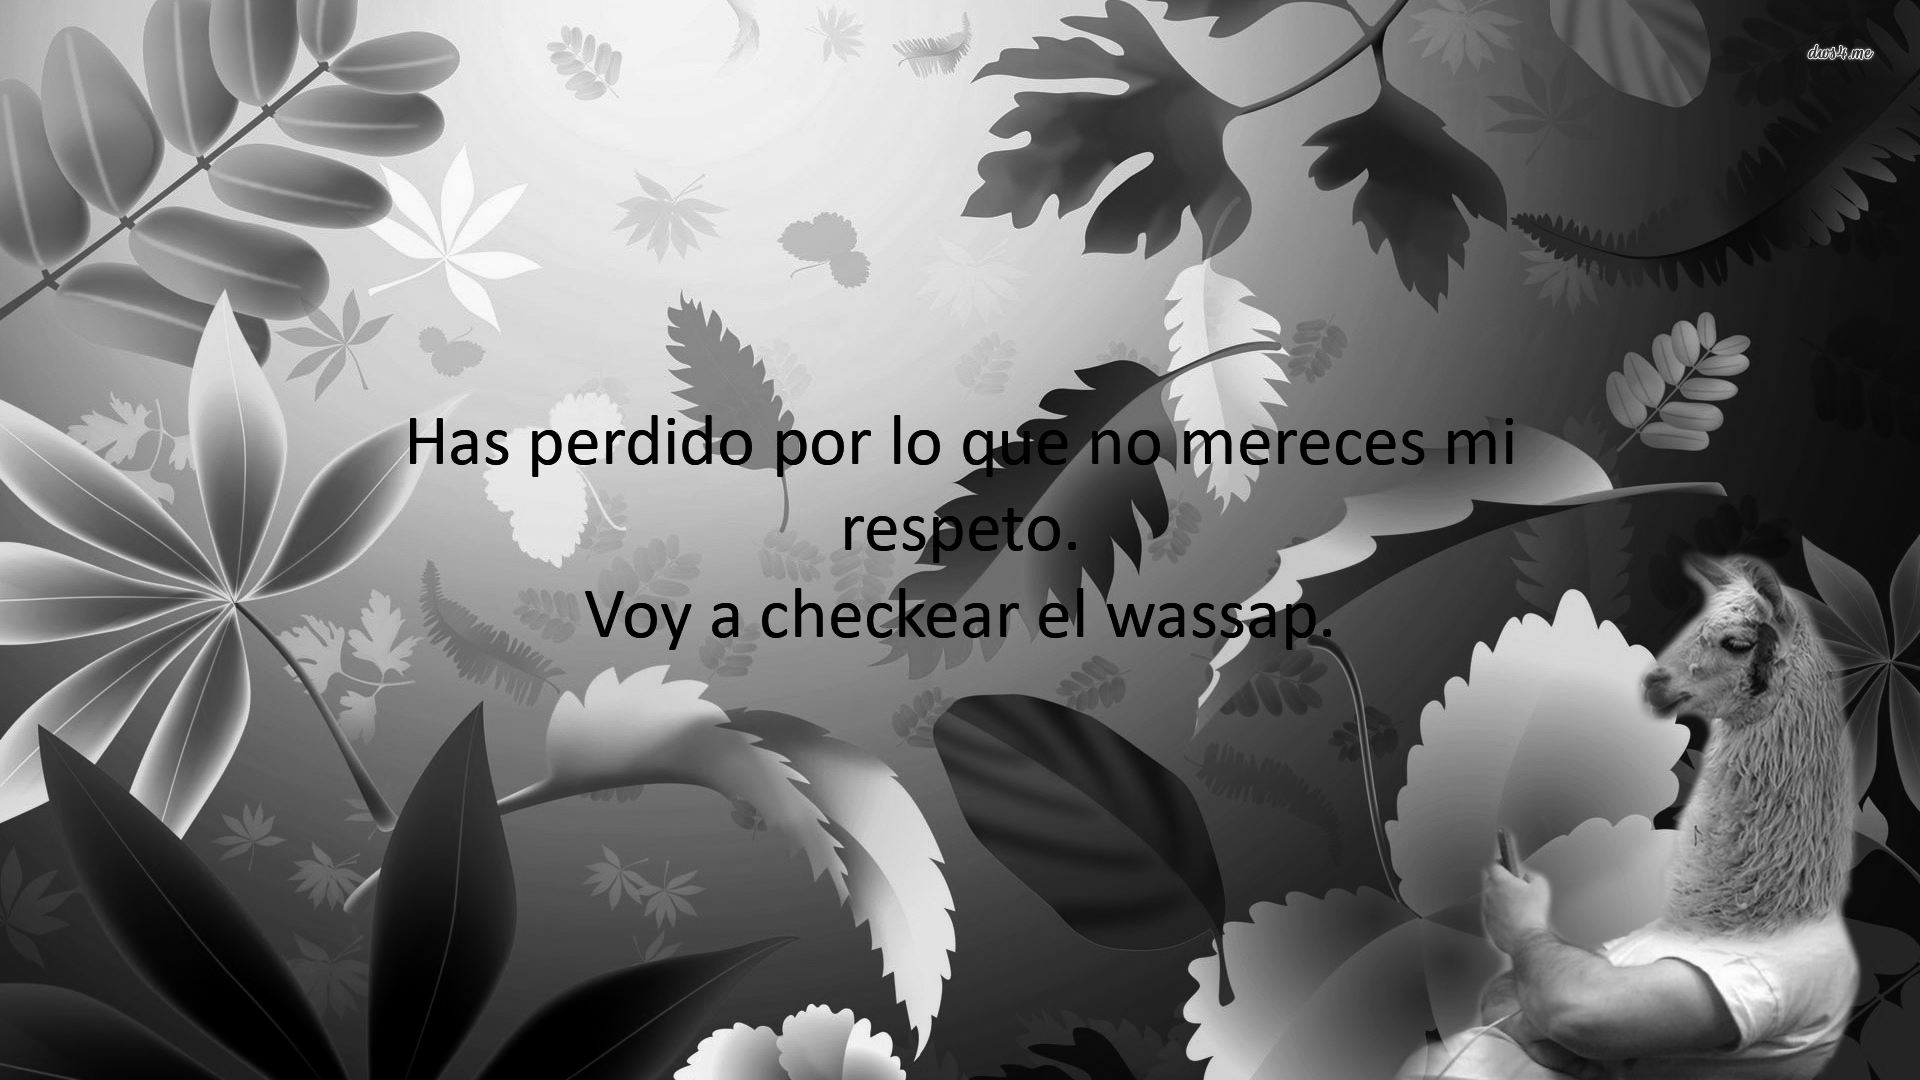 dws4.me
Has perdido por lo que no mereces mi
respeto.
Voy a checkear el wassap.